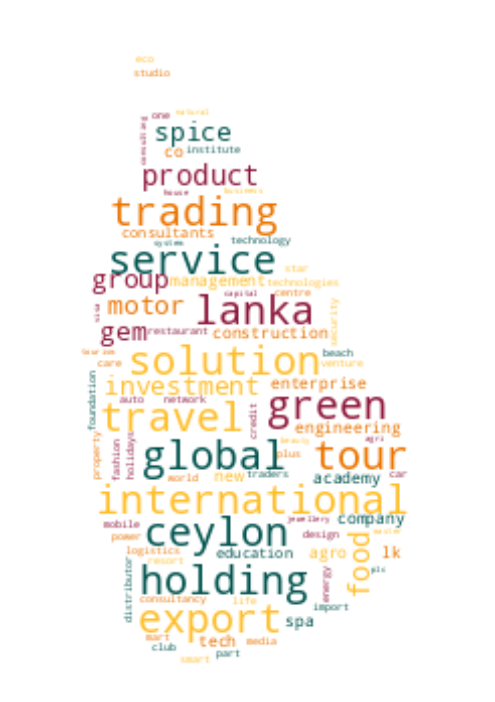 eco
studio
one natural
consulting
spice
co institute
product
house business
trading
consultants
system technology
service
star
group management technologies
visa capital centre
motor lanka
security
gem restaurant construction
tourism beach
solution
care venture
foundation
investment enterprise
auto network green
travel credit engineering
property fashion holidays
beauty agri
global plus tour
world new traders academy car
international
mobile jewellery company
ceylon design water
power
logistics education agro lk
resort food
distributor holding energy plc
consultancy life import
export spa
mart tech media
club part
smart